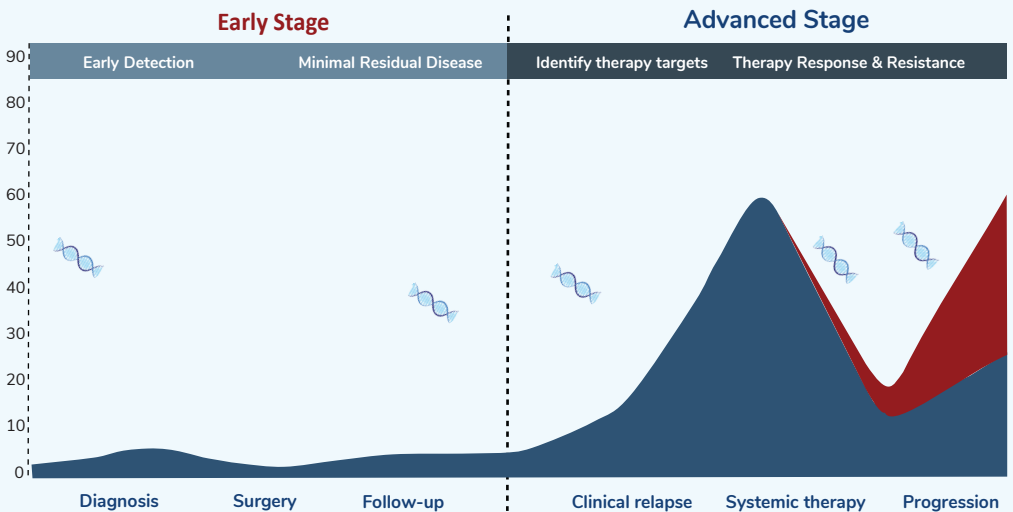 Early Stage
Advanced Stage
Early Detection
Minimal Residual Disease
Identify therapy targets
Therapy Response & Resistance
90
80
70
60
50
40
30
20
10
0
Diagnosis
Surgery
Follow-up
Clinical relapse
Systemic therapy
Progression